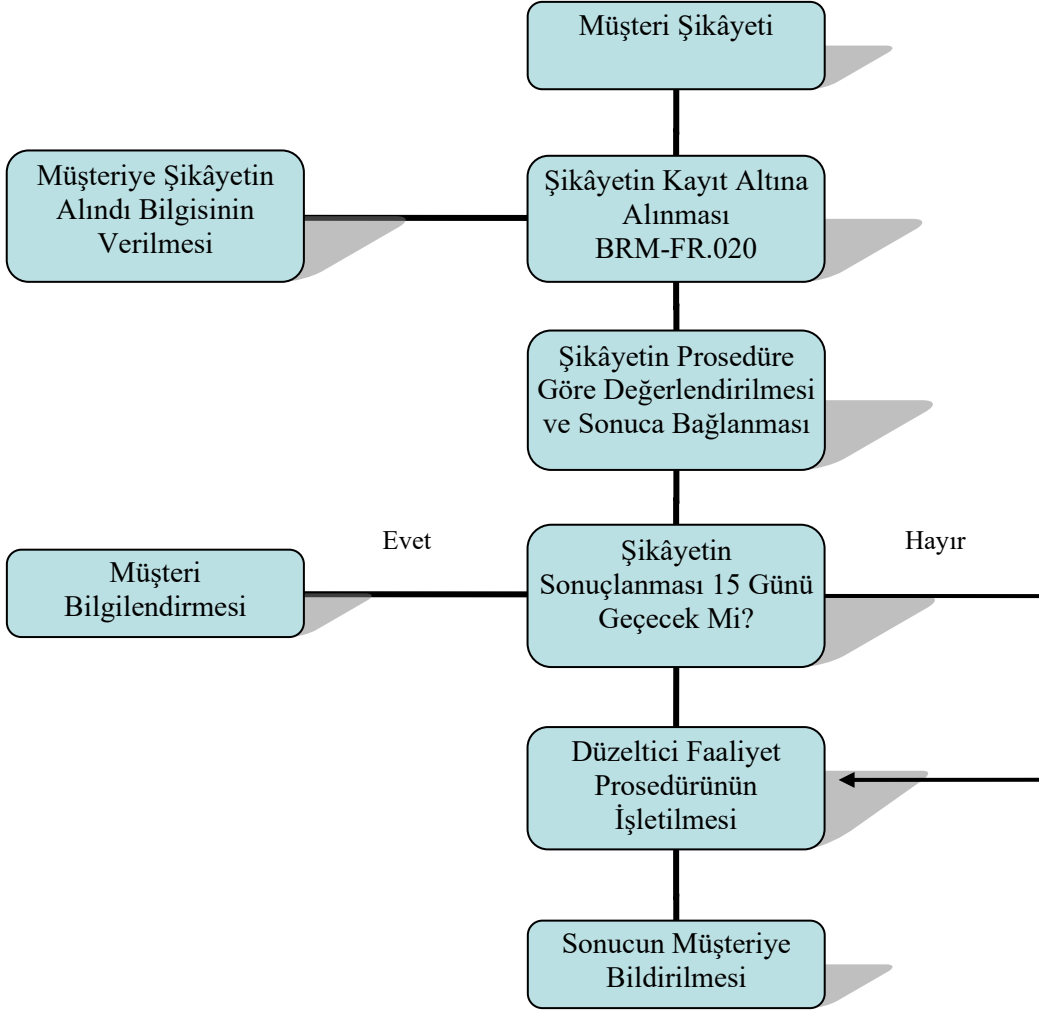 Müşteri Şikâyeti
Müşteriye Şikâyetin
Alındı Bilgisinin
Verilmesi
Şikâyetin Kayıt Altına
Alınması
BRM-FR.020
Şikâyetin Prosedüre
Göre Değerlendirilmesi
ve Sonuca Bağlanması
Evet
Hayır
Müşteri
Bilgilendirmesi
Şikâyetin
Sonuçlanması 15 Günü
Geçecek Mi?
Düzeltici Faaliyet
Prosedürünün
İşletilmesi
Sonucun Müşteriye
Bildirilmesi